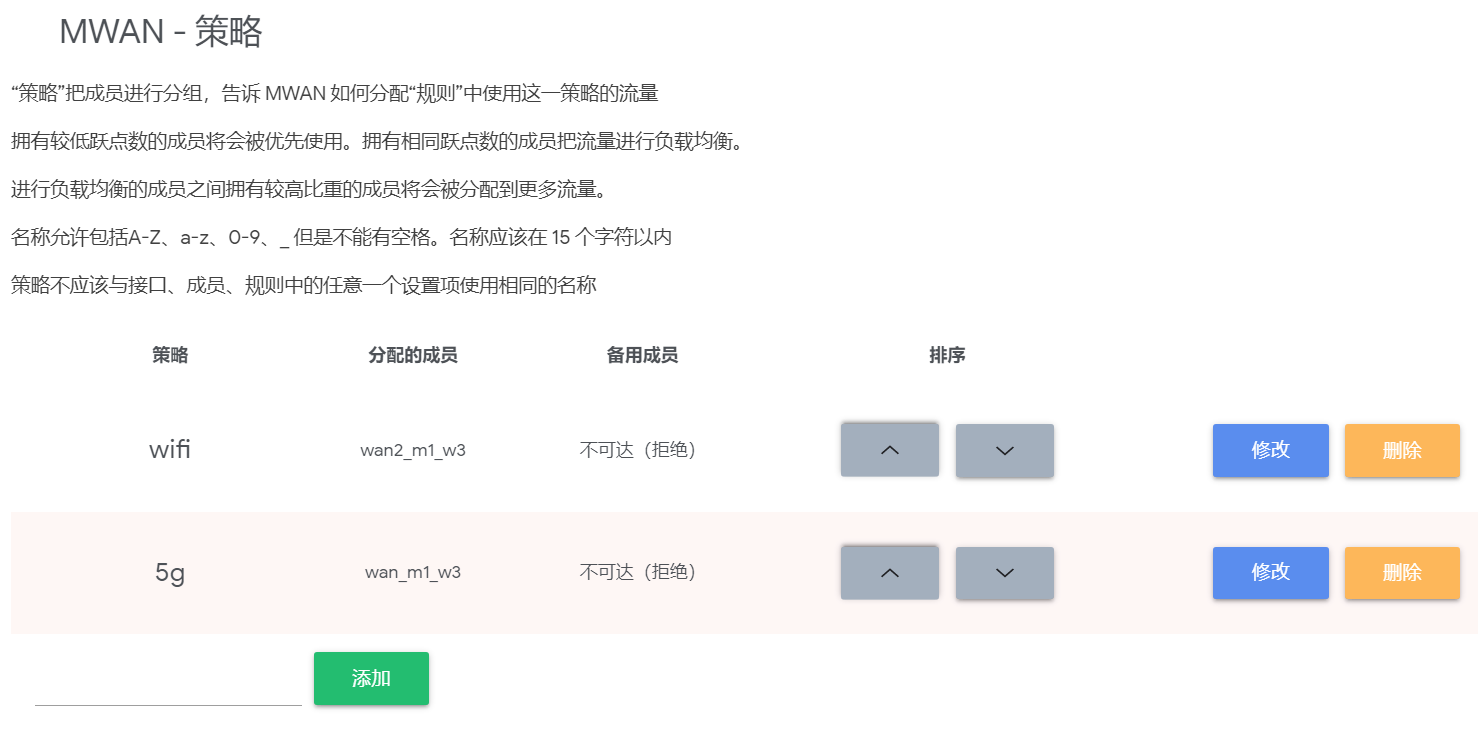 MWAN - 策略
“策略”把成员进行分组，告诉 MWAN 如何分配“规则”中使用这一策略的流量
拥有较低跃点数的成员将会被优先使用。拥有相同跃点数的成员把流量进行负载均衡。
进行负载均衡的成员之间拥有较高比重的成员将会被分配到更多流量。
名称允许包括A-Z、a-z、0-9、_ 但是不能有空格。名称应该在 15 个字符以内
策略不应该与接口、成员、规则中的任意一个设置项使用相同的名称
策略 分配的成员 备用成员 排序
wifi wan2_m1_w3 不可达（拒绝） 修改 删除
5g wan_m1_w3 不可达（拒绝） 修改 删除
添加